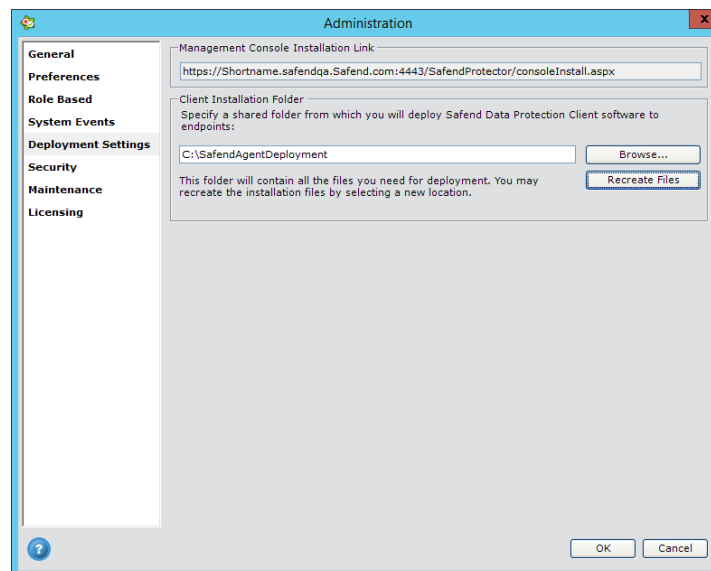 Administration
x
General
Preferences
Role Based
System Events
Deployment Settings
Security
Maintenance
Licensing
Management Console Installation Link
https://Shortname.safendqa.Safend.com:4443/SafendProtector/consoleInstall.aspx
Client Installation Folder
Specify a shared folder from which you will deploy Safend Data Protection Client software to
endpoints:
C:\SafendAgentDeployment
Browse...
This folder will contain all the files you need for deployment. You may
recreate the installation files by selecting a new location.
Recreate Files
?
OK
Cancel